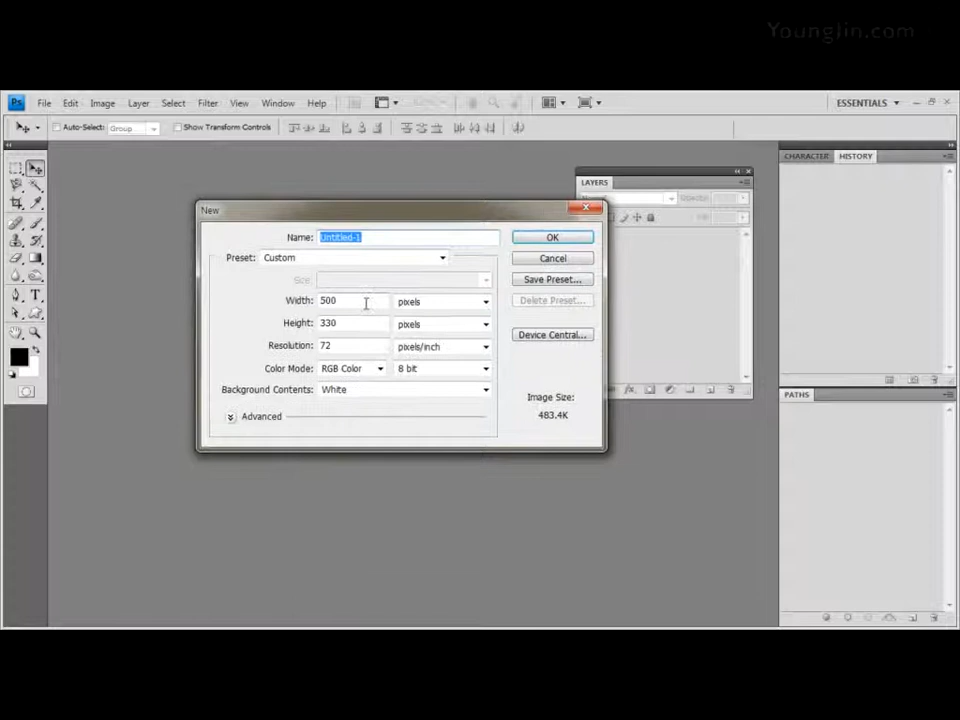 Younglin.com
Ps File Edit Image Layer Select Filter View Window Help ESSENTIALS
Auto-Select: Group Show Transform Controls
CHARACTER HISTORY
LAYERS
Opacity:
New
Name: Untitled-1 OK
Preset: Custom Cancel
Size: Save Preset...
Width: 500 pixels Delete Preset...
Height: 330 pixels
Resolution: 72 pixels/inch Device Central...
Color Mode: RGB Color 8 bit
Background Contents: White
Image Size:
483.4K
Advanced
PATHS